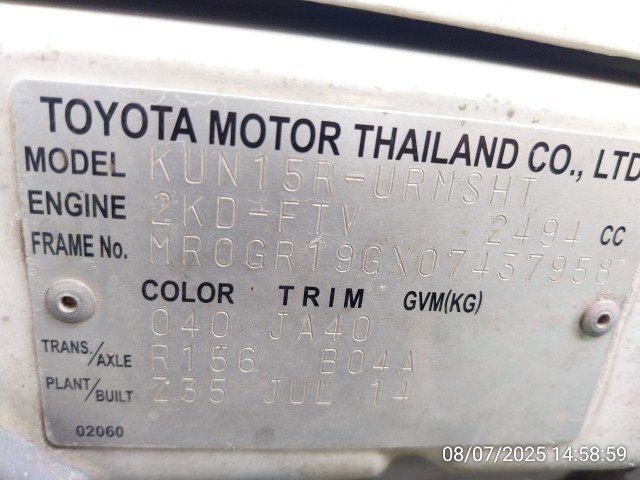 TOYOTA MOTOR THAILAND CO., LTD
MODEL KUN15R-URMSHT
ENGINE 2KD-FTV 2494 CC
FRAME No. MR0GR19GX07437958
COLOR TRIM GVM(KG)
040 JA40
TRANS./AXLE R156 B04A
PLANT/BUILT Z35 JUL 14
02060
08/07/2025 14:58:59